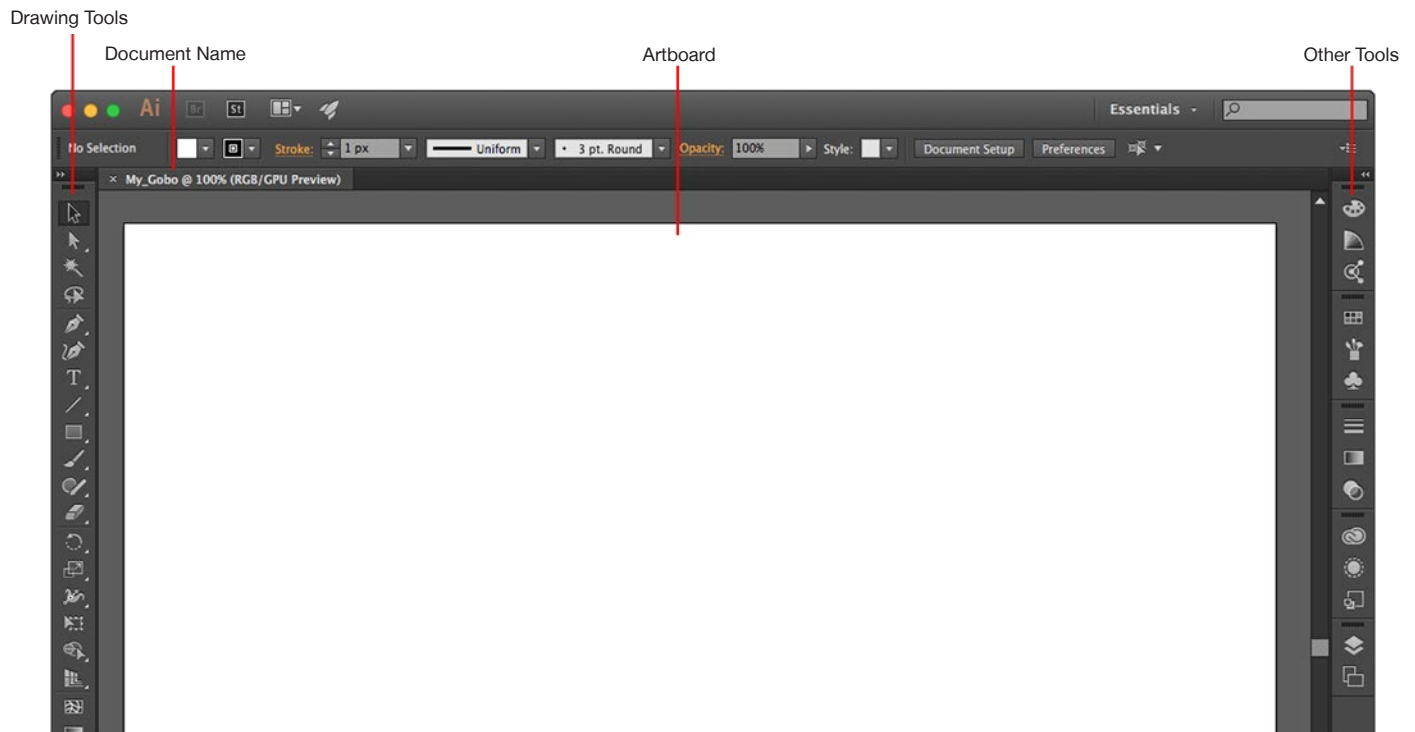 Drawing Tools
Document Name
Artboard
Other Tools
Ai Br St Essentials
No Selection Stroke: 1 px Uniform • 3 pt. Round Opacity: 100% Style: Document Setup Preferences
× My_Gobo @ 100% (RGB/GPU Preview)
T